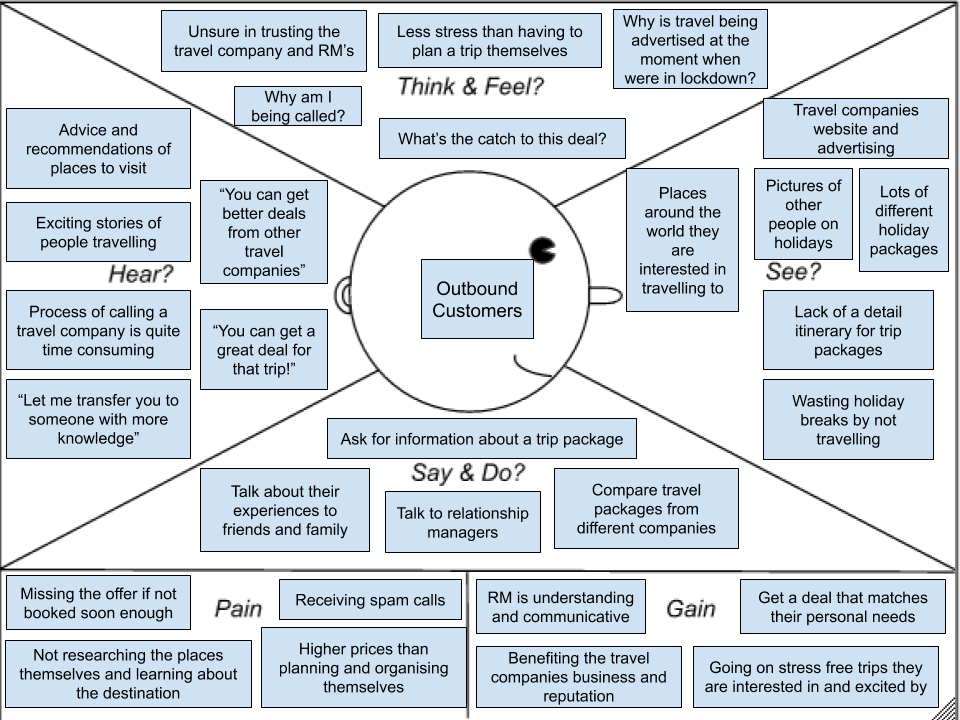 Unsure in trusting the
travel company and RM’s
Less stress than having to
plan a trip themselves
Why is travel being
advertised at the
moment when
were in lockdown?
Think & Feel?
Why am I
being called?
What’s the catch to this deal?
Advice and
recommendations of
places to visit
Exciting stories of
people travelling
“You can get
better deals
from other
travel
companies”
Hear?
Process of calling a
travel company is quite
time consuming
“You can get a
great deal for
that trip!”
“Let me transfer you to
someone with more
knowledge”
Outbound
Customers
Travel companies
website and
advertising
Places
around the
world they
are
interested in
travelling to
Pictures of
other
people on
holidays
Lots of
different
holiday
packages
See?
Lack of a detail
itinerary for trip
packages
Wasting holiday
breaks by not
travelling
Ask for information about a trip package
Say & Do?
Talk about their
experiences to
friends and family
Talk to relationship
managers
Compare travel
packages from
different companies
Missing the offer if not
booked soon enough
Pain
Receiving spam calls
Not researching the places
themselves and learning about
the destination
Higher prices than
planning and organising
themselves
RM is understanding
and communicative
Gain
Get a deal that matches
their personal needs
Benefiting the travel
companies business and
reputation
Going on stress free trips they
are interested in and excited by